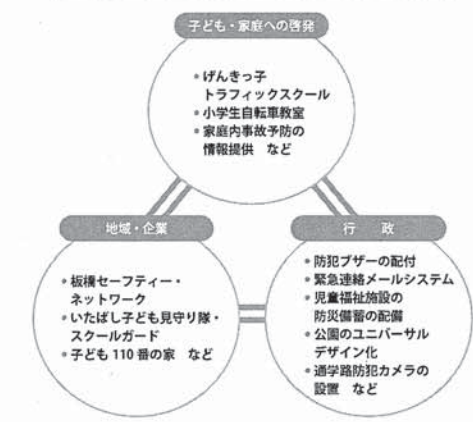 子ども・家庭への啓発
• げんきっ子
トラフィックスクール
• 小学生自転車教室
• 家庭内事故予防の
情報提供　など
地域・企業
• 板橋セーフティー・
ネットワーク
• いたばし子ども見守り隊・
スクールガード
• 子ども 110 番の家　など
行　政
• 防犯ブザーの配付
• 緊急連絡メールシステム
• 児童福祉施設の
防災備蓄の配備
• 公園のユニバーサル
デザイン化
• 通学路防犯カメラの
設置　など